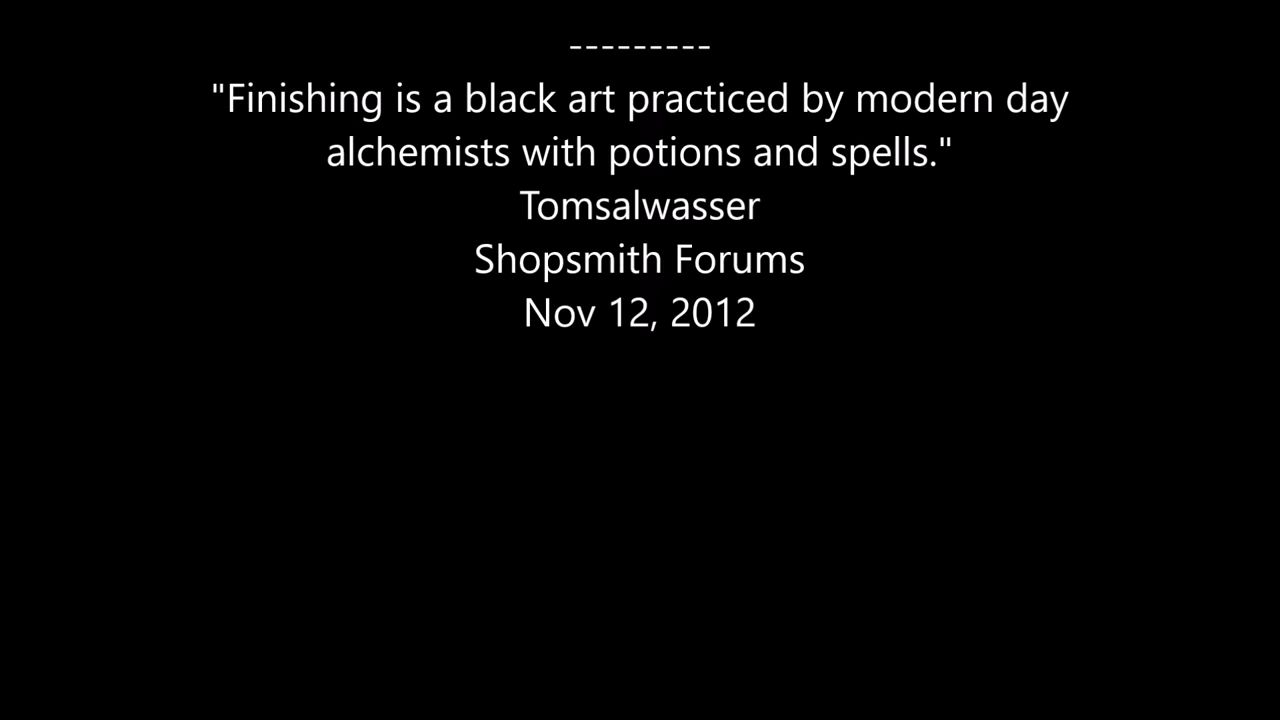 ---------
"Finishing is a black art practiced by modern day
alchemists with potions and spells."
Tomsalwasser
Shopsmith Forums
Nov 12, 2012